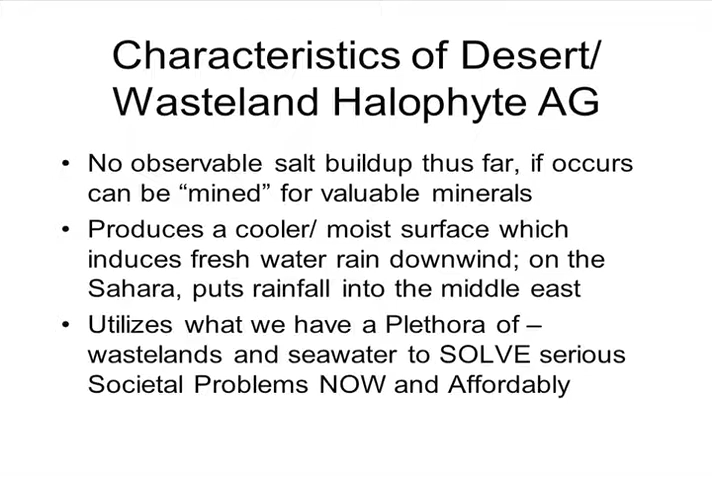 Characteristics of Desert/
Wasteland Halophyte AG
• No observable salt buildup thus far, if occurs
can be “mined” for valuable minerals
• Produces a cooler/ moist surface which
induces fresh water rain downwind; on the
Sahara, puts rainfall into the middle east
• Utilizes what we have a Plethora of –
wastelands and seawater to SOLVE serious
Societal Problems NOW and Affordably